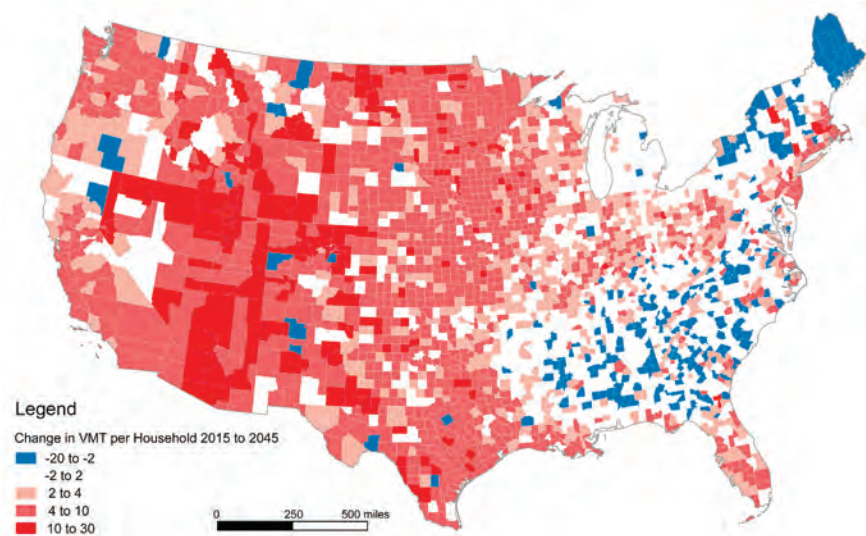 Legend
Change in VMT per Household 2015 to 2045
-20 to -2
-2 to 2
2 to 4
4 to 10
10 to 30
0 250 500 miles